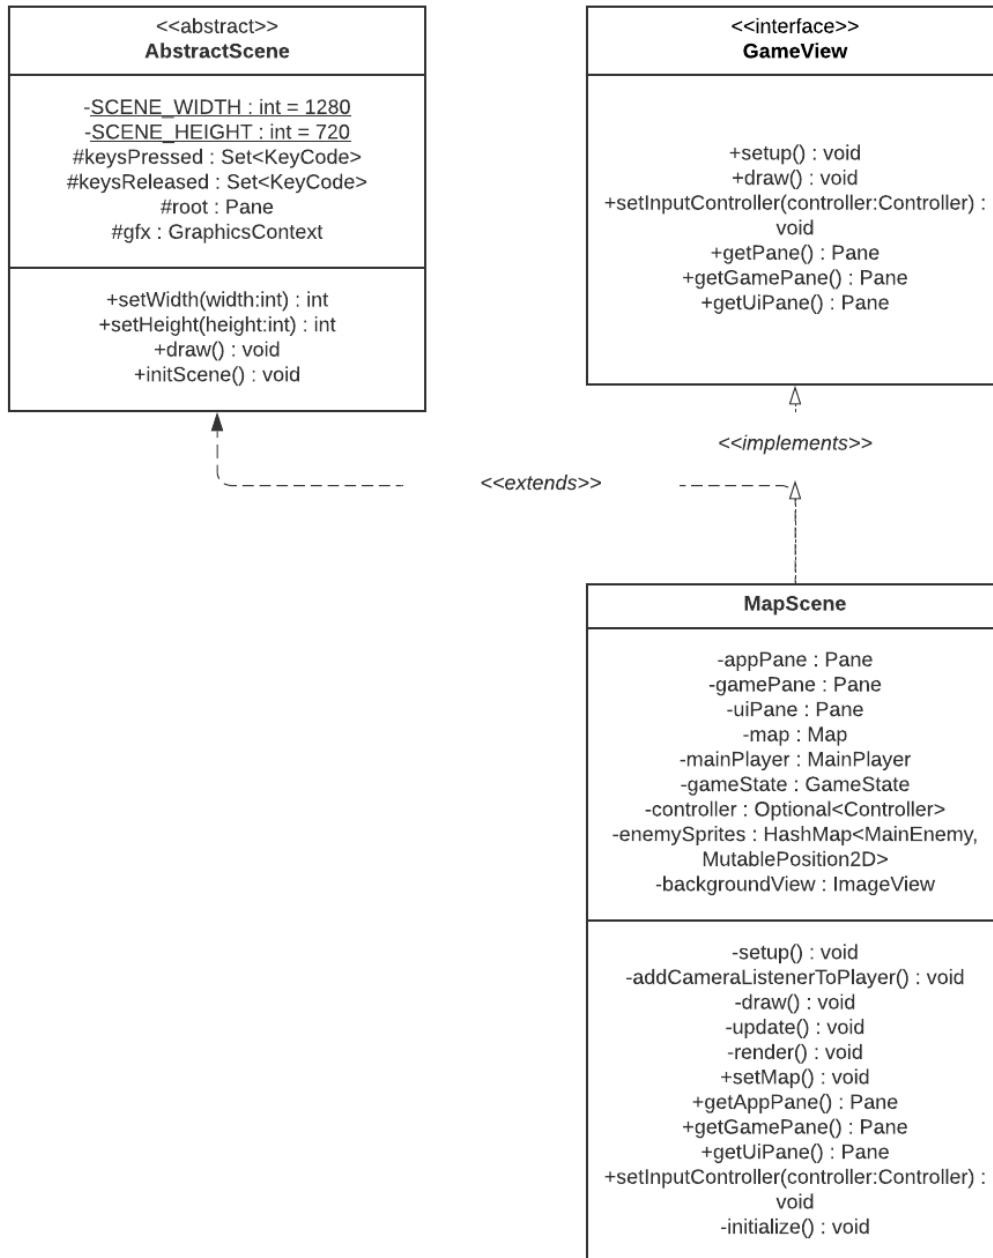 <<abstract>>
AbstractScene
-SCENE_WIDTH : int = 1280
-SCENE_HEIGHT : int = 720
#keysPressed : Set<KeyCode>
#keysReleased : Set<KeyCode>
#root : Pane
#gfx : GraphicsContext
+setWidth(width:int) : int
+setHeight(height:int) : int
+draw() : void
+initScene() : void
<<interface>>
GameView
+setup() : void
+draw() : void
+setInputController(controller:Controller) :
void
+getPane() : Pane
+getGamePane() : Pane
+getUiPane() : Pane
<<implements>>
<<extends>>
MapScene
-appPane : Pane
-gamePane : Pane
-uiPane : Pane
-map : Map
-mainPlayer : MainPlayer
-gameState : GameState
-controller : Optional<Controller>
-enemySprites : HashMap<MainEnemy,
MutablePosition2D>
-backgroundView : ImageView
-setup() : void
-addCameraListenerToPlayer() : void
-draw() : void
-update() : void
-render() : void
+setMap() : void
+getAppPane() : Pane
+getGamePane() : Pane
+getUiPane() : Pane
+setInputController(controller:Controller) :
void
-initialize() : void